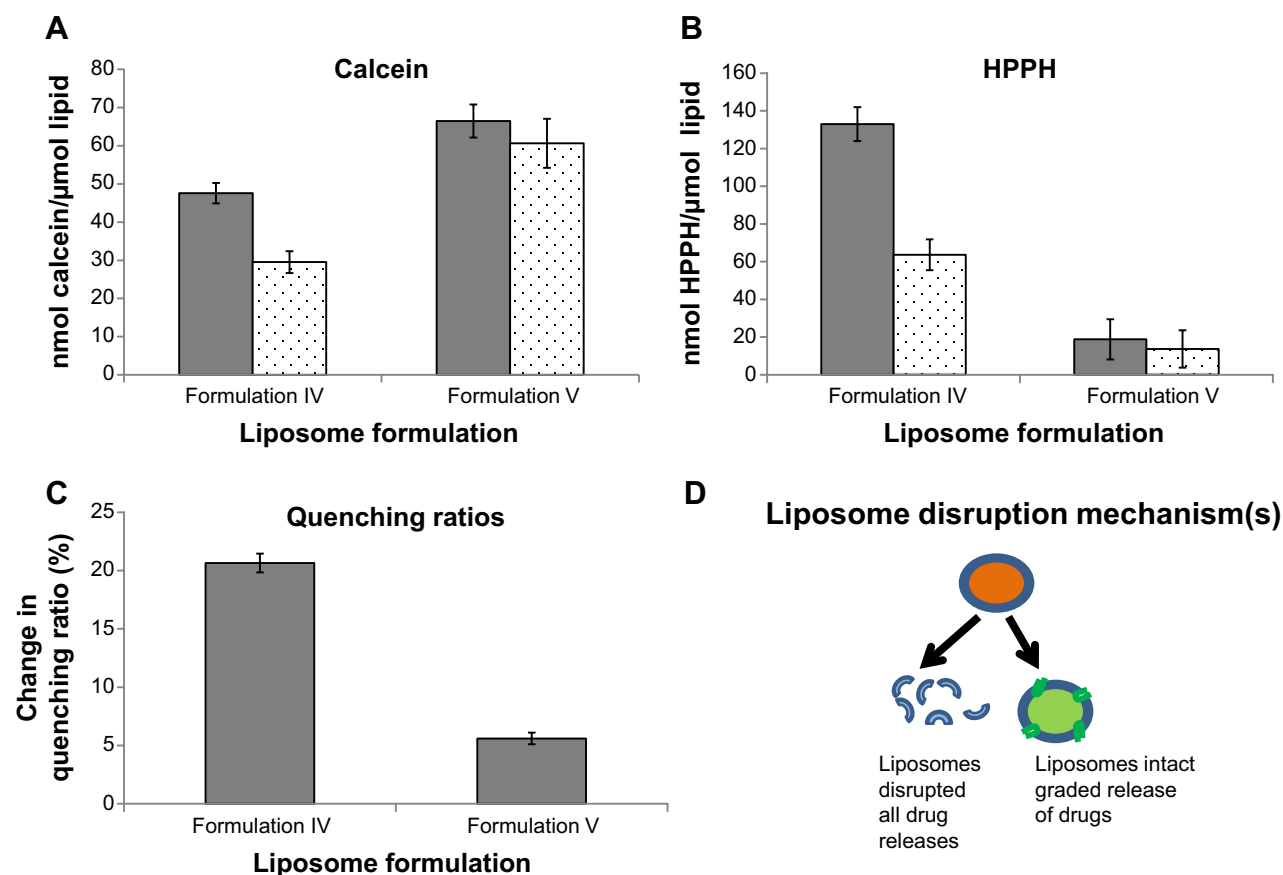 A
Calcein
nmol calcein/μmol lipid
80
70
60
50
40
30
20
10
0
Formulation IV
Formulation V
Liposome formulation
B
HPPH
nmol HPPH/μmol lipid
160
140
120
100
80
60
40
20
0
Formulation IV
Formulation V
Liposome formulation
C
Quenching ratios
Change in
quenching ratio (%)
25
20
15
10
5
0
Formulation IV
Formulation V
Liposome formulation
D
Liposome disruption mechanism(s)
Liposomes
disrupted
all drug
releases
Liposomes intact
graded release
of drugs